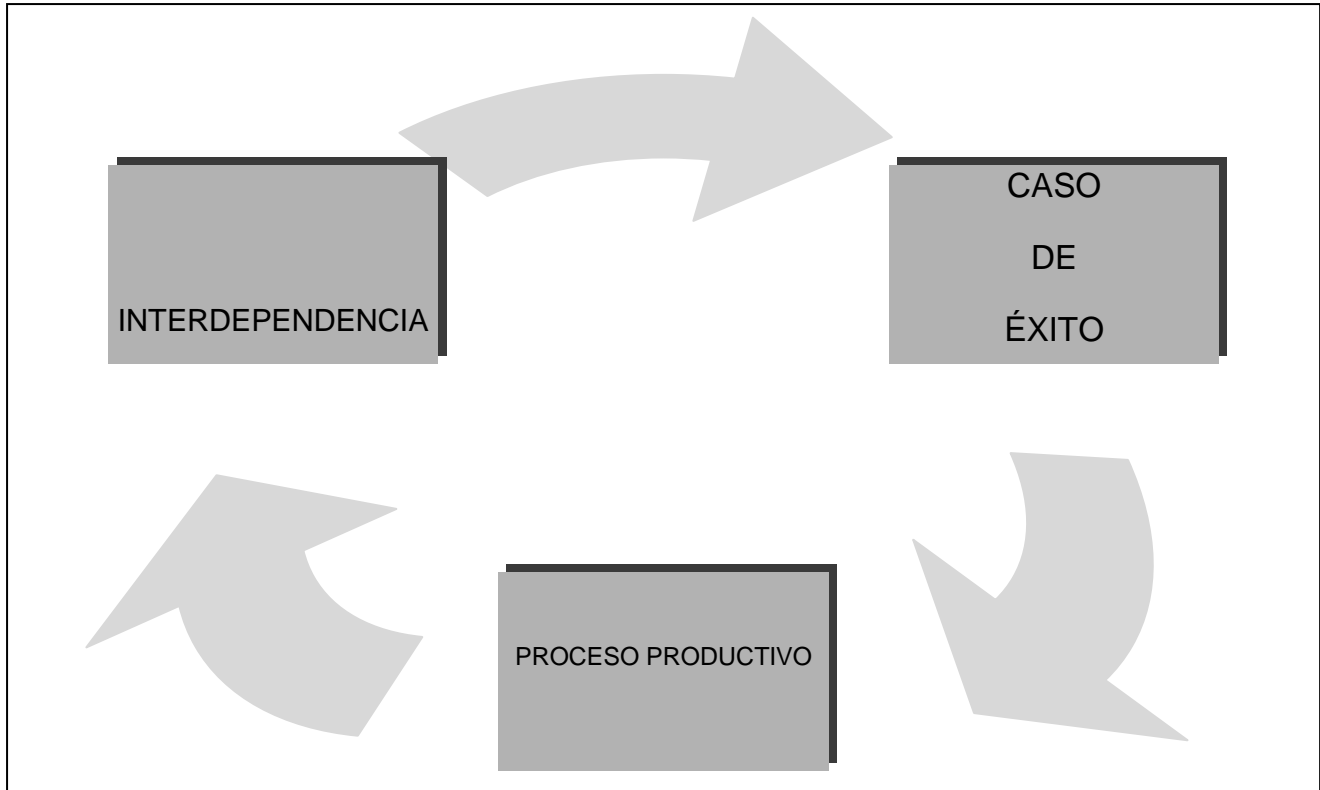 INTERDEPENDENCIA
CASO
DE
ÉXITO
PROCESO PRODUCTIVO